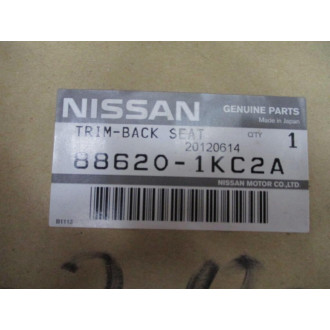 NISSAN GENUINE PARTS
Made in Japan
TRIM-BACK SEAT QTY 1
20120614
88620-1KC2A
NISSAN MOTOR CO.,LTD.